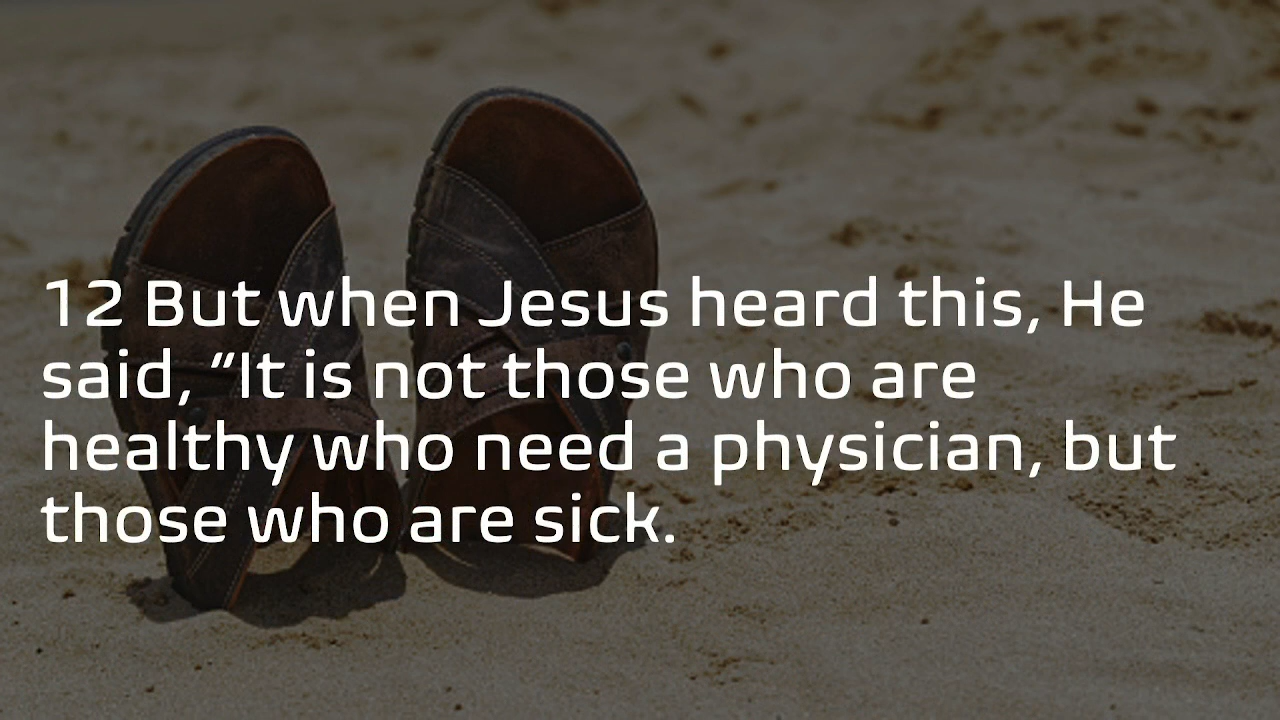 12 But when Jesus heard this, He
said, “It is not those who are
healthy who need a physician, but
those who are sick.